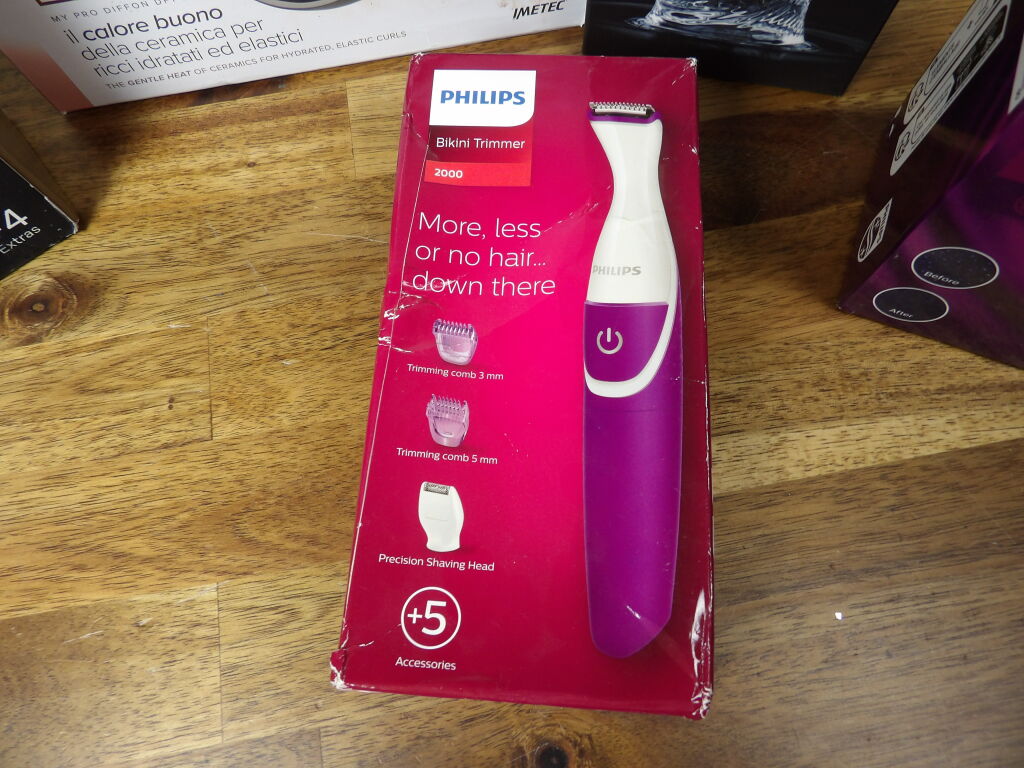 MY PRO DIFFON
il calore buono
della ceramica per
ricci idratati ed elastici
THE GENTLE HEAT OF CERAMICS FOR HYDRATED, ELASTIC CURLS
IMETEC
4
Extras
PHILIPS
Bikini Trimmer
2000
More, less
or no hair...
down there
PHILIPS
Trimming comb 3 mm
Trimming comb 5 mm
Precision Shaving Head
+5
Accessories
Before
After